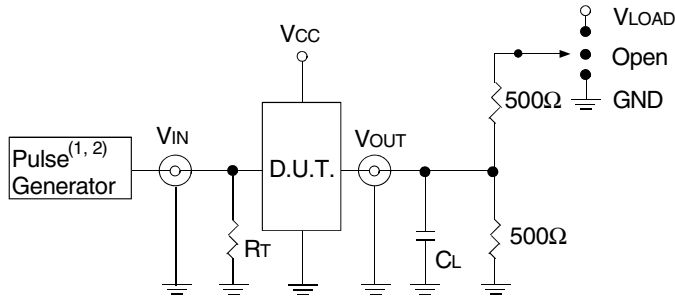 VLOAD
VCC
Open
500Ω
GND
Pulse(1, 2)
Generator
VIN
D.U.T.
VOUT
RT
CL
500Ω